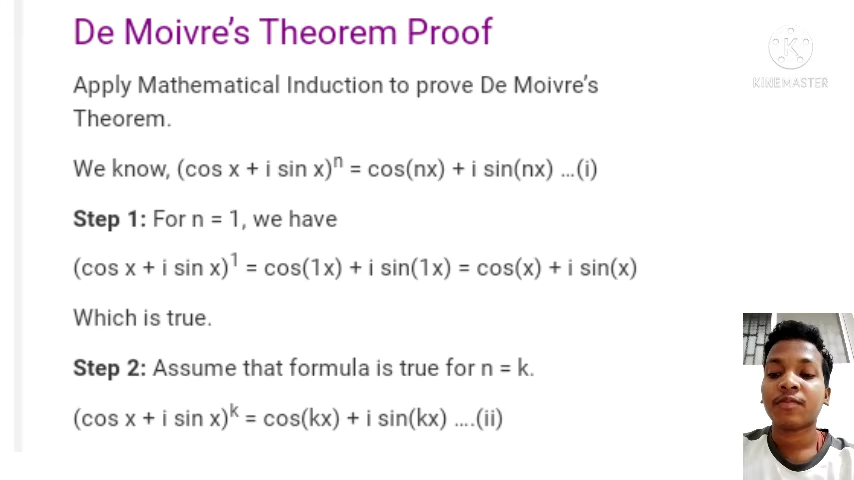 De Moivre's Theorem Proof
KINEMASTER
Apply Mathematical Induction to prove De Moivre's
Theorem.
We know, (cos x + i sin x)^n = cos(nx) + i sin(nx) ...(i)
Step 1: For n = 1, we have
(cos x + i sin x)^1 = cos(1x) + i sin(1x) = cos(x) + i sin(x)
Which is true.
Step 2: Assume that formula is true for n = k.
(cos x + i sin x)^k = cos(kx) + i sin(kx) ....(ii)